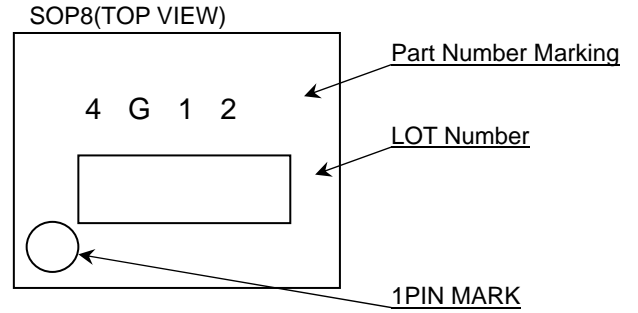 SOP8(TOP VIEW)
Part Number Marking
4 G 1 2
LOT Number
1PIN MARK